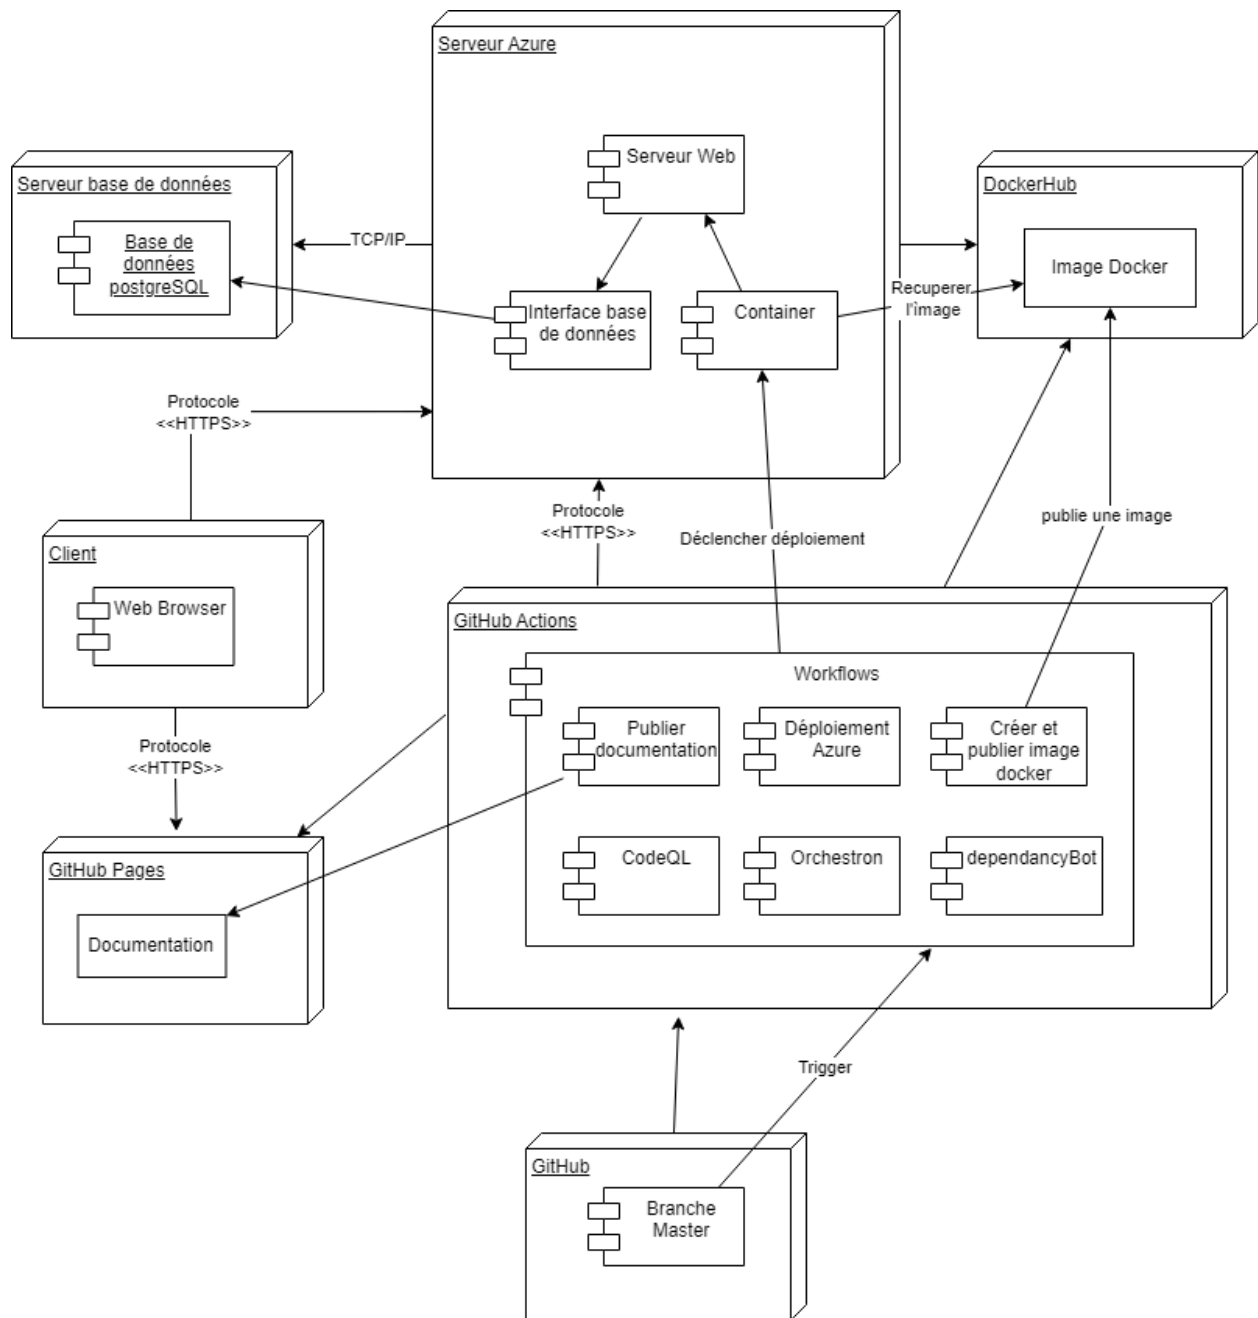 Serveur Azure
Serveur Web
Serveur base de données
Base de
données
postgreSQL
TCP/IP
DockerHub
Image Docker
Recuperer
l'image
Interface base
de données
Container
Protocole
<<HTTPS>>
Protocole
<<HTTPS>>
publie une image
Déclencher déploiement
Client
Web Browser
GitHub Actions
Workflows
Publier
documentation
Déploiement
Azure
Créer et
publier image
docker
Protocole
<<HTTPS>>
CodeQL
Orchestron
dependancyBot
GitHub Pages
Documentation
Trigger
GitHub
Branche
Master